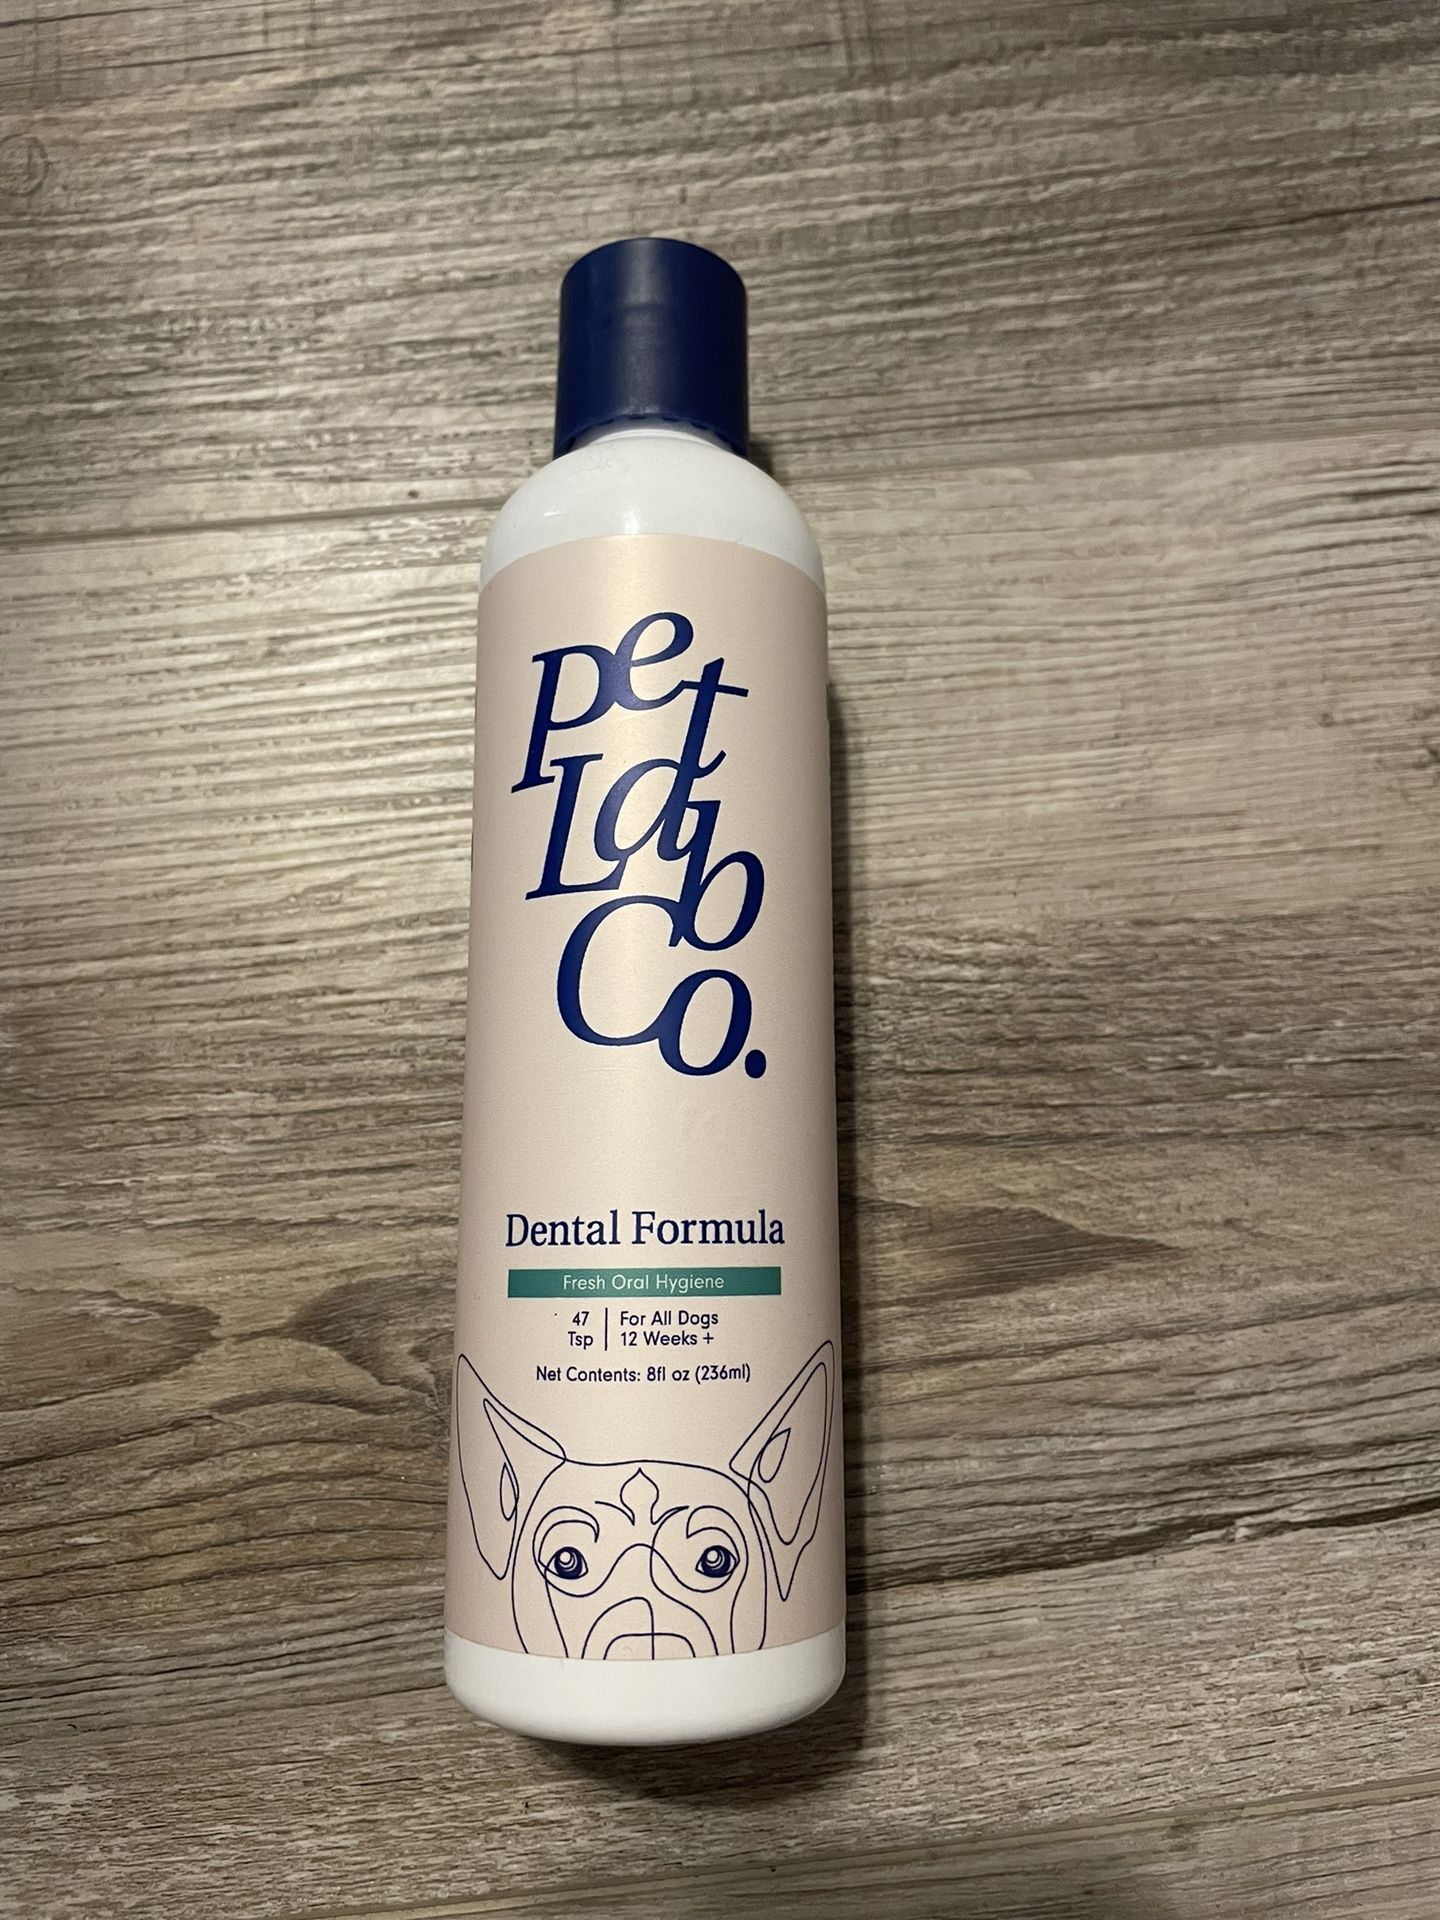 Pet
Lab
Co.
Dental Formula
Fresh Oral Hygiene
47
Tsp
For All Dogs
12 Weeks +
Net Contents: 8fl oz (236ml)